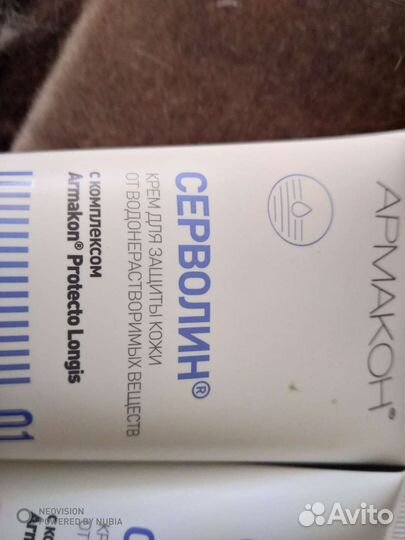 АРМАКОН®
СЕРВОЛИН®
КРЕМ ДЛЯ ЗАЩИТЫ КОЖИ
ОТ ВОДОНЕРАСТВОРИМЫХ ВЕЩЕСТВ
С КОМПЛЕКСОМ
Armakon® Protecto Longis
01
NEOVISION
POWERED BY NUBIA
Avito